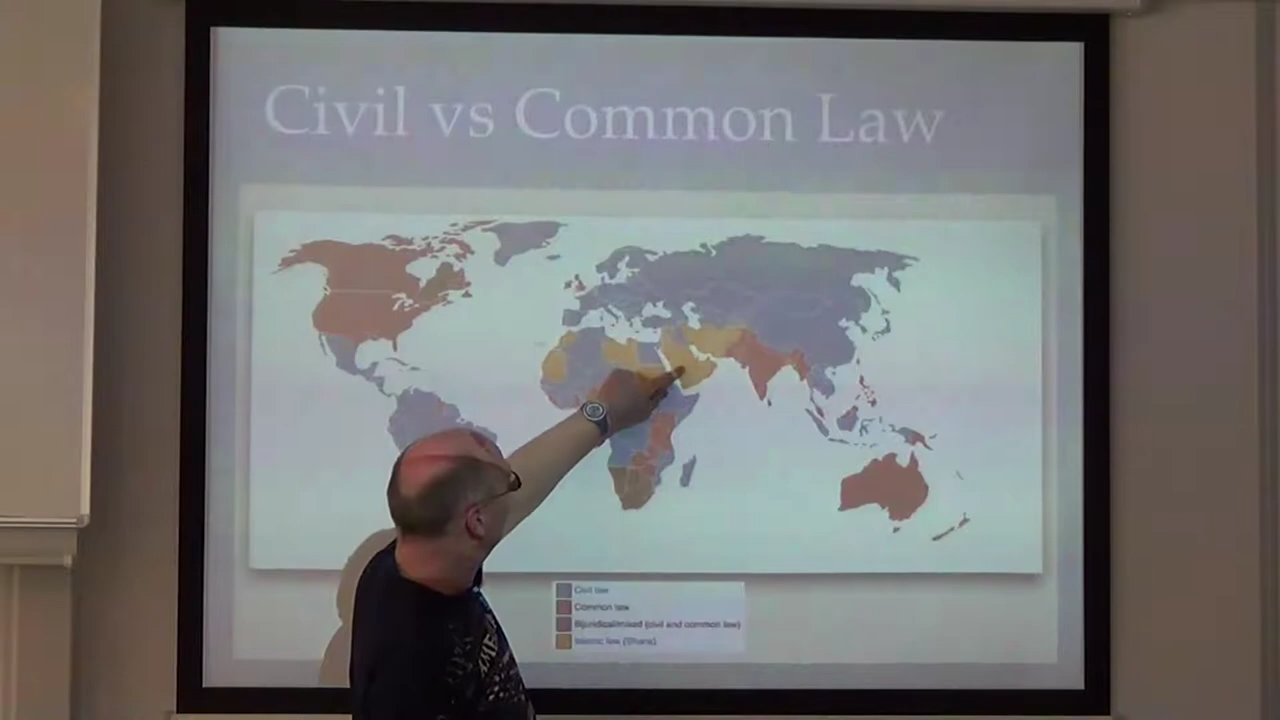 Civil vs Common Law
Civil law
Common law
Bijuridical/mixed (civil and common law)
Islamic law (Sharia)